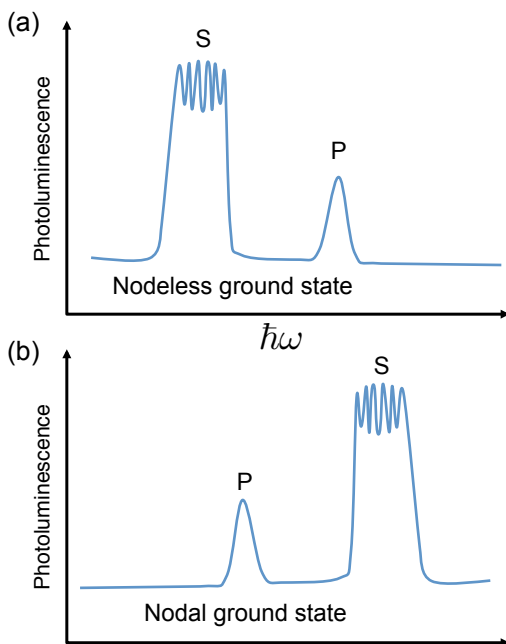 (a)
S
P
Photoluminescence
Nodeless ground state
ħω
(b)
S
P
Photoluminescence
Nodal ground state